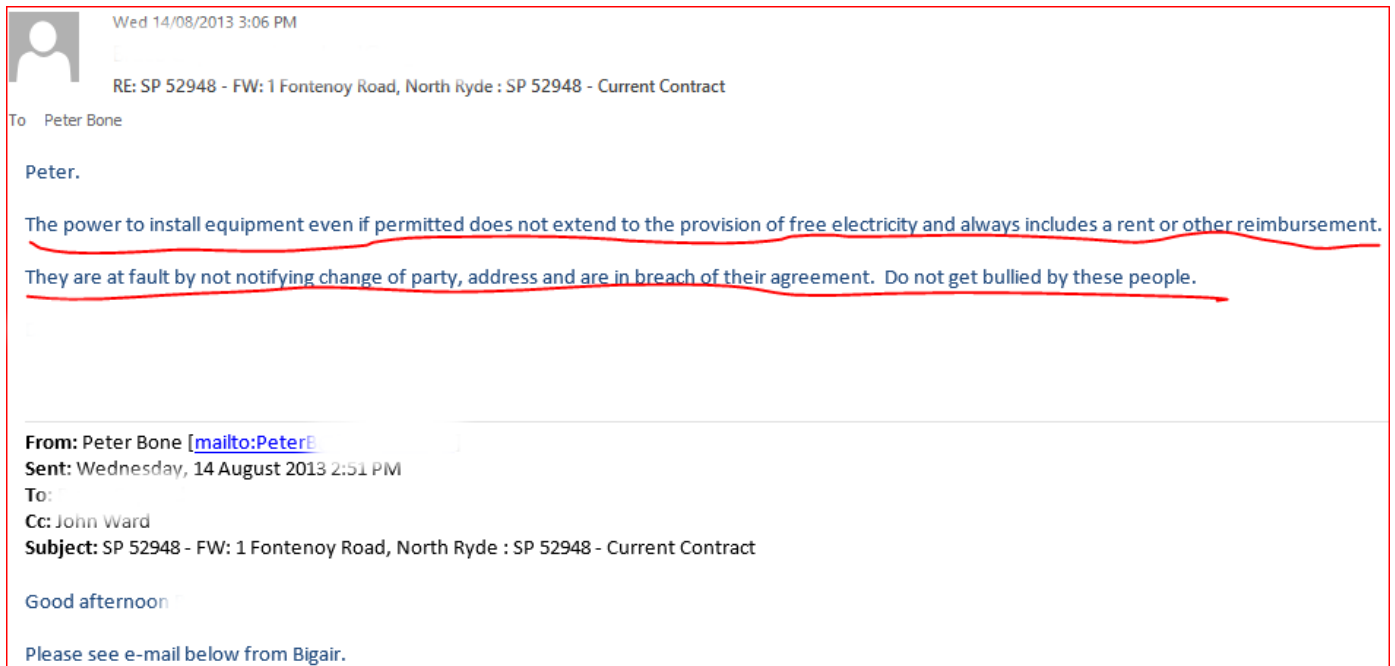 Wed 14/08/2013 3:06 PM
RE: SP 52948 - FW: 1 Fontenoy Road, North Ryde : SP 52948 - Current Contract
To Peter Bone
Peter.
The power to install equipment even if permitted does not extend to the provision of free electricity and always includes a rent or other reimbursement.
They are at fault by not notifying change of party, address and are in breach of their agreement.  Do not get bullied by these people.
From: Peter Bone [mailto:PeterB
Sent: Wednesday, 14 August 2013 2:51 PM
To:
Cc: John Ward
Subject: SP 52948 - FW: 1 Fontenoy Road, North Ryde : SP 52948 - Current Contract
Good afternoon
Please see e-mail below from Bigair.